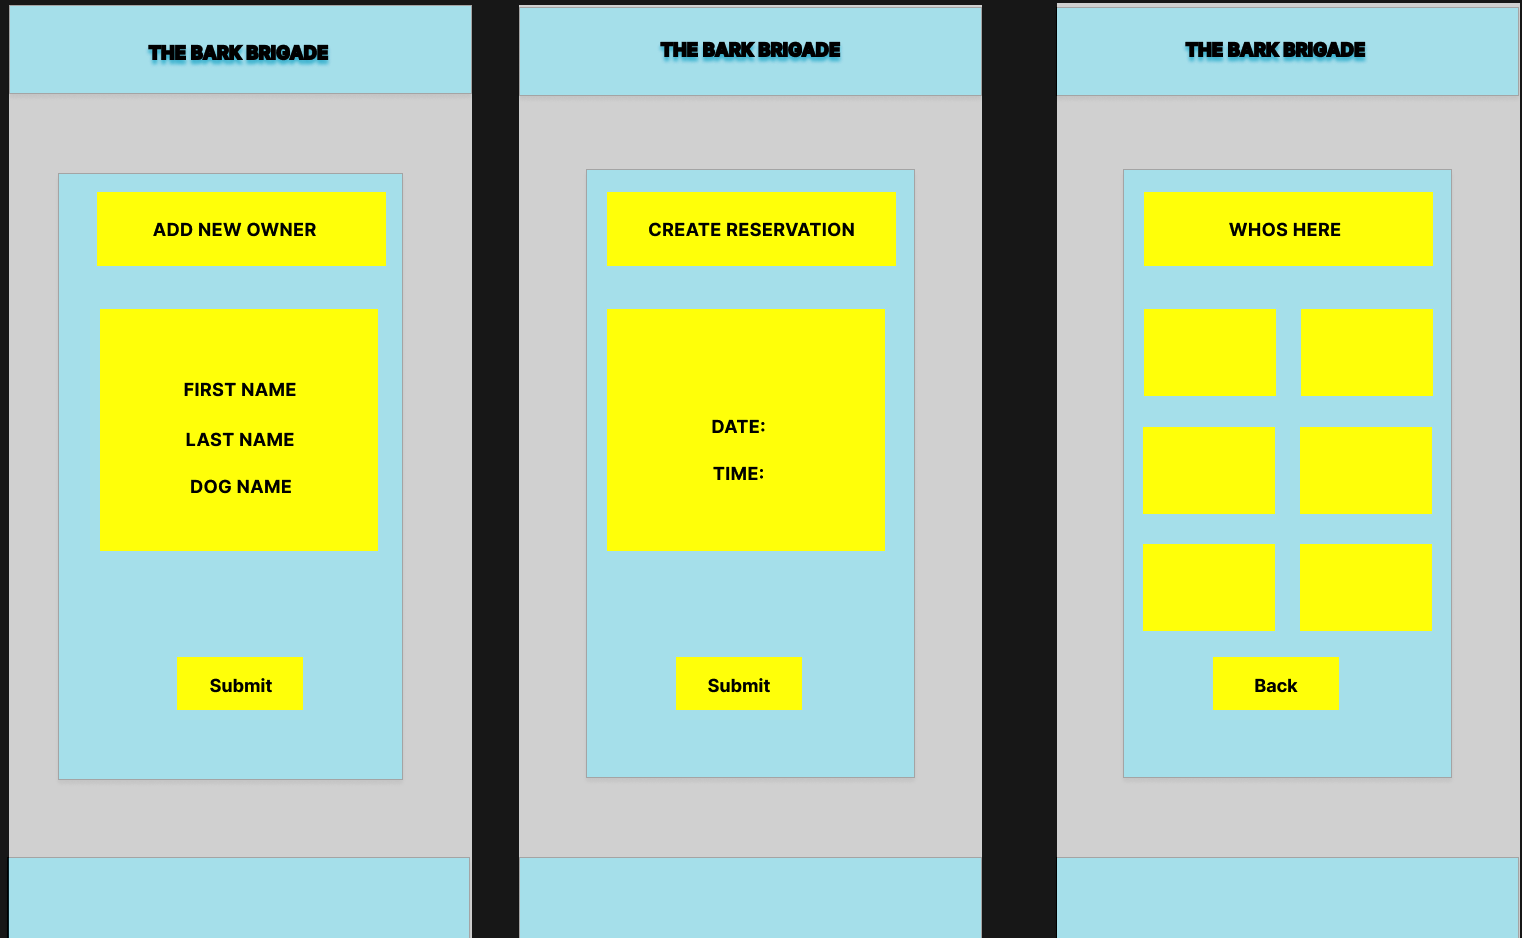 THE BARK BRIGADE
ADD NEW OWNER
FIRST NAME
LAST NAME
DOG NAME
Submit
THE BARK BRIGADE
CREATE RESERVATION
DATE:
TIME:
Submit
THE BARK BRIGADE
WHOS HERE
Back